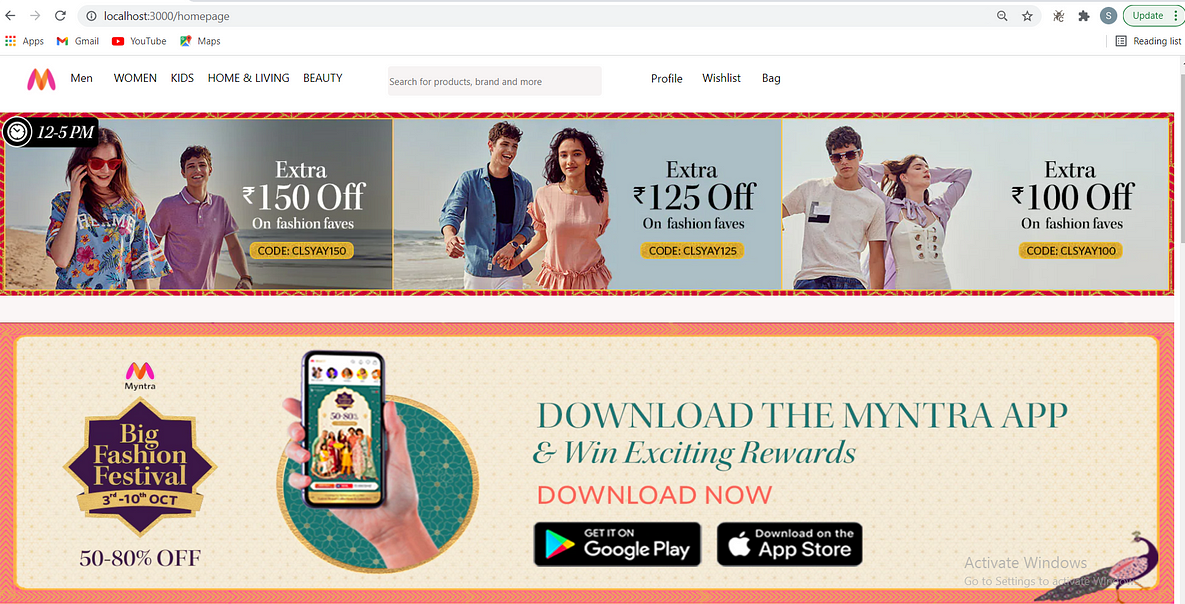 localhost:3000/homepage
S
Update
Apps
Gmail
YouTube
Maps
Reading list
Men WOMEN KIDS HOME & LIVING BEAUTY
Search for products, brand and more
Profile Wishlist Bag
12-5 PM
Extra
₹150 Off
On fashion faves
CODE: CLSYAY150
Extra
₹125 Off
On fashion faves
CODE: CLSYAY125
Extra
₹100 Off
On fashion faves
CODE: CLSYAY100
Myntra
Big
Fashion
Festival
3rd-10th OCT
50-80% OFF
50-80%
DOWNLOAD THE MYNTRA APP
& Win Exciting Rewards
DOWNLOAD NOW
GET IT ON
Google Play
Download on the
App Store
Activate Windows
Go to Settings to activate Windows